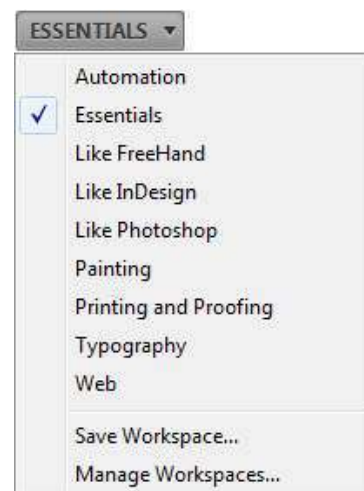 ESSENTIALS
Automation
Essentials
Like FreeHand
Like InDesign
Like Photoshop
Painting
Printing and Proofing
Typography
Web
Save Workspace...
Manage Workspaces...